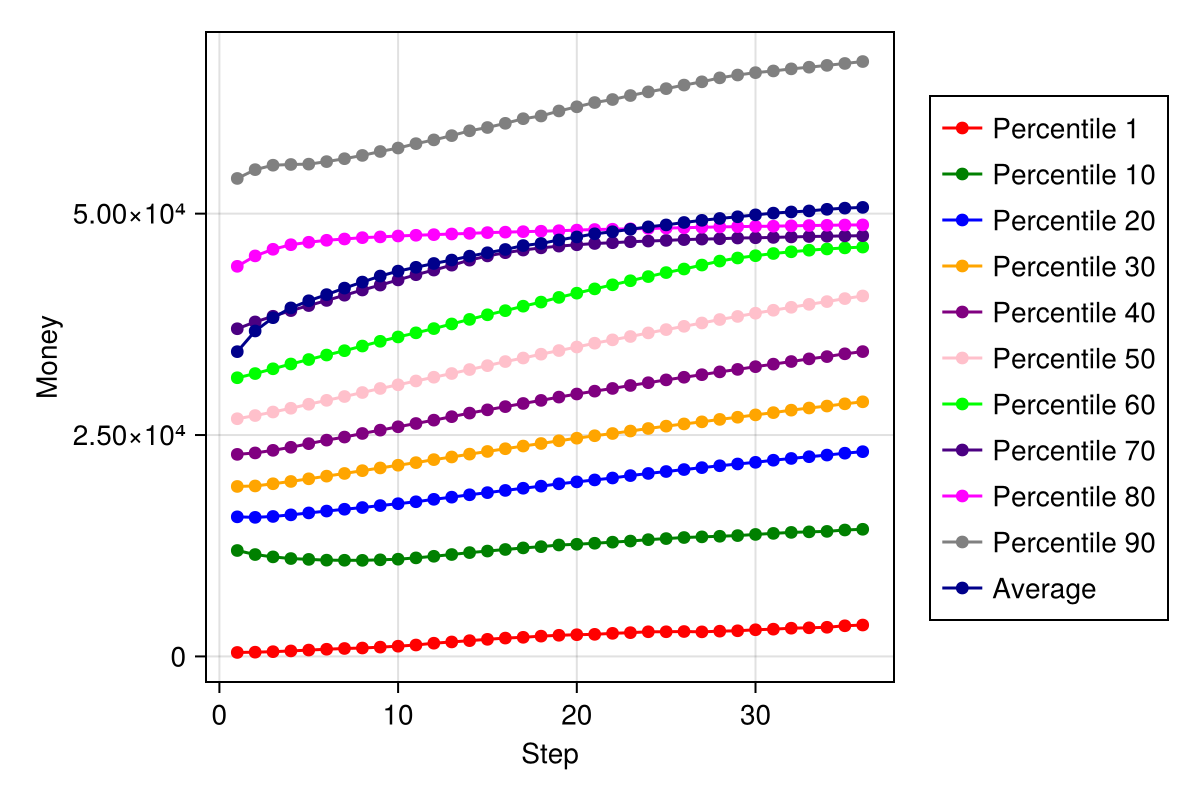 Money
5.00×10⁴
2.50×10⁴
0
0 10 20 30
Step
Percentile 1
Percentile 10
Percentile 20
Percentile 30
Percentile 40
Percentile 50
Percentile 60
Percentile 70
Percentile 80
Percentile 90
Average